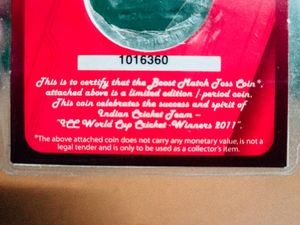 1016360
This is to certify that the Boost Match Toss Coin*,
attached above is a limited edition / period coin.
This coin celebrates the success and spirit of
Indian Cricket Team –
"ICC World Cup Cricket -Winners 2011".
*The above attached coin does not carry any monetary value, is not a
legal tender and is only to be used as a collector's item.